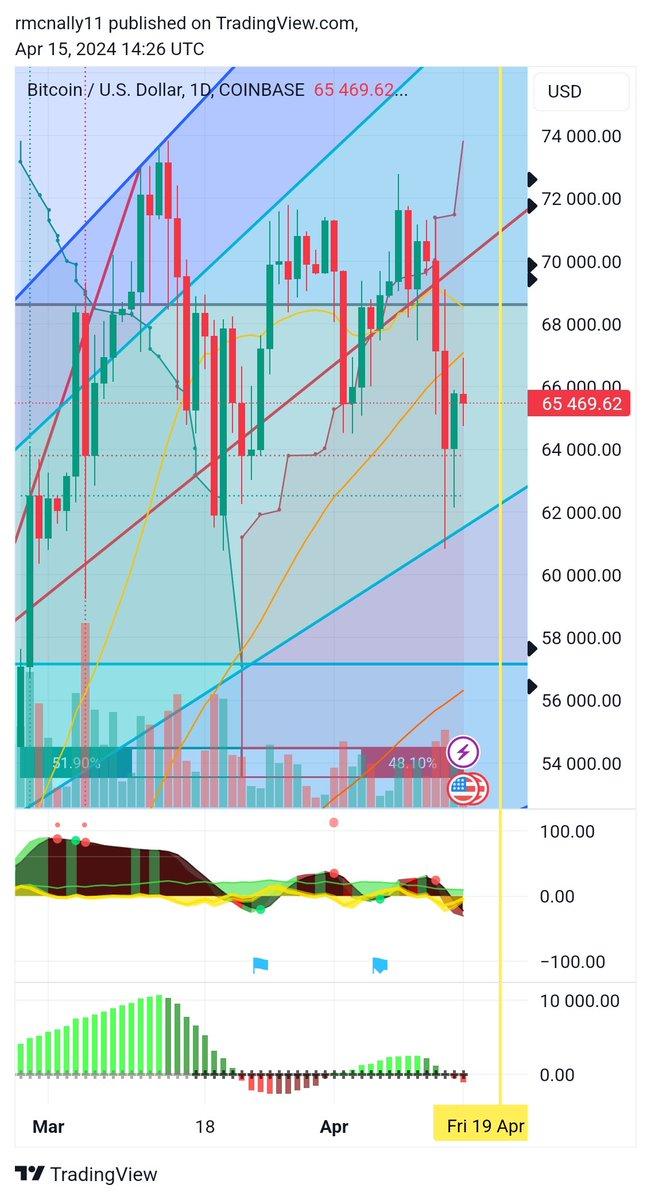 rmcnally11 published on TradingView.com,
Apr 15, 2024 14:26 UTC
Bitcoin / U.S. Dollar, 1D, COINBASE 65 469.62...
USD
74 000.00
72 000.00
70 000.00
68 000.00
66 000.00
65 469.62
64 000.00
62 000.00
60 000.00
58 000.00
56 000.00
54 000.00
51.90%
48.10%
100.00
0.00
−100.00
10 000.00
0.00
Mar
18
Apr
Fri 19 Apr
TradingView